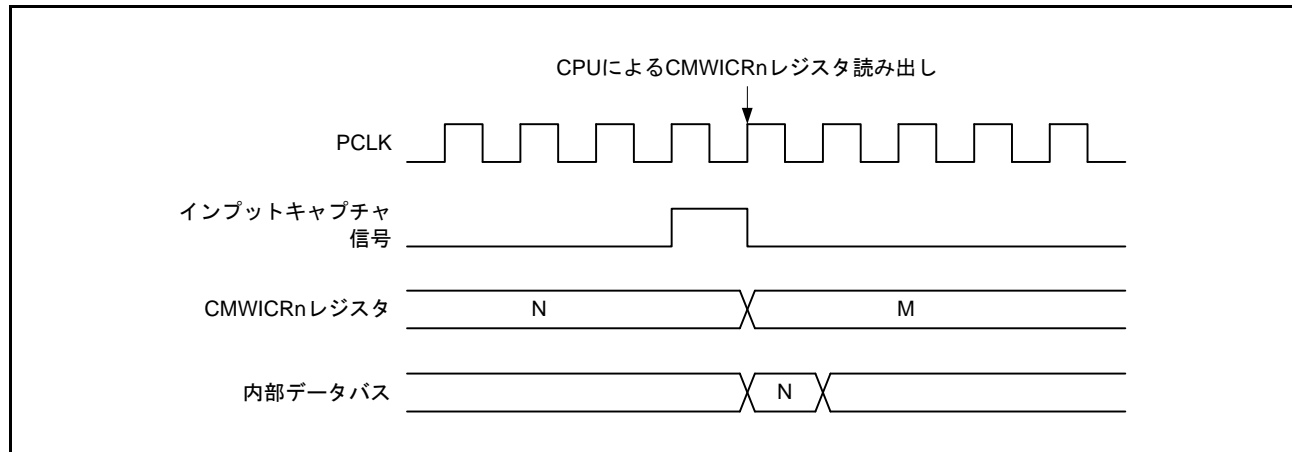 CPUによるCMWICRnレジスタ読み出し
PCLK
インプットキャプチャ
信号
CMWICRnレジスタ
N
M
内部データバス
N